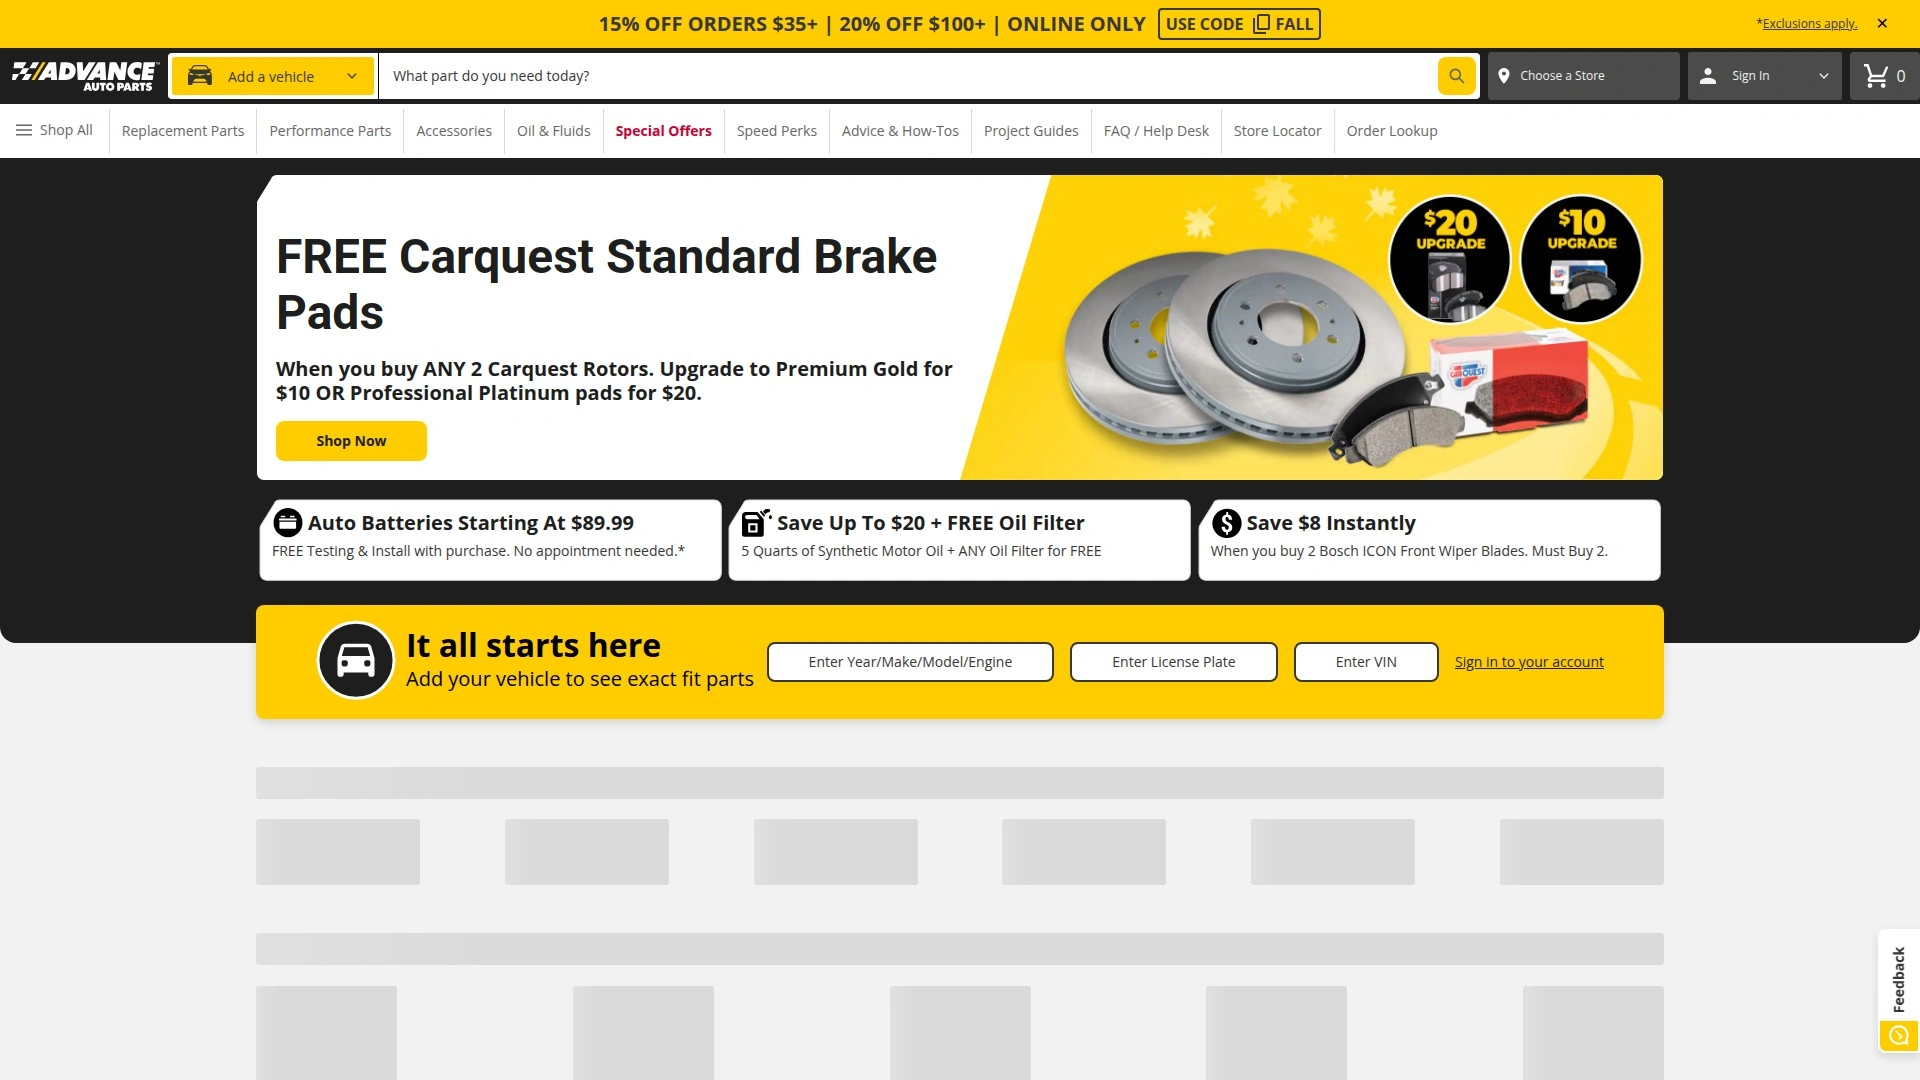 15% OFF ORDERS $35+ | 20% OFF $100+ | ONLINE ONLY USE CODE FALL
*Exclusions apply.
ADVANCE
AUTO PARTS
Add a vehicle
What part do you need today?
Choose a Store
Sign In
0
Shop All
Replacement Parts
Performance Parts
Accessories
Oil & Fluids
Special Offers
Speed Perks
Advice & How-Tos
Project Guides
FAQ / Help Desk
Store Locator
Order Lookup
FREE Carquest Standard Brake
Pads
When you buy ANY 2 Carquest Rotors. Upgrade to Premium Gold for
$10 OR Professional Platinum pads for $20.
Shop Now
$20
UPGRADE
$10
UPGRADE
CARQUEST
Auto Batteries Starting At $89.99
FREE Testing & Install with purchase. No appointment needed.*
Save Up To $20 + FREE Oil Filter
5 Quarts of Synthetic Motor Oil + ANY Oil Filter for FREE
Save $8 Instantly
When you buy 2 Bosch ICON Front Wiper Blades. Must Buy 2.
It all starts here
Add your vehicle to see exact fit parts
Enter Year/Make/Model/Engine
Enter License Plate
Enter VIN
Sign in to your account
Feedback